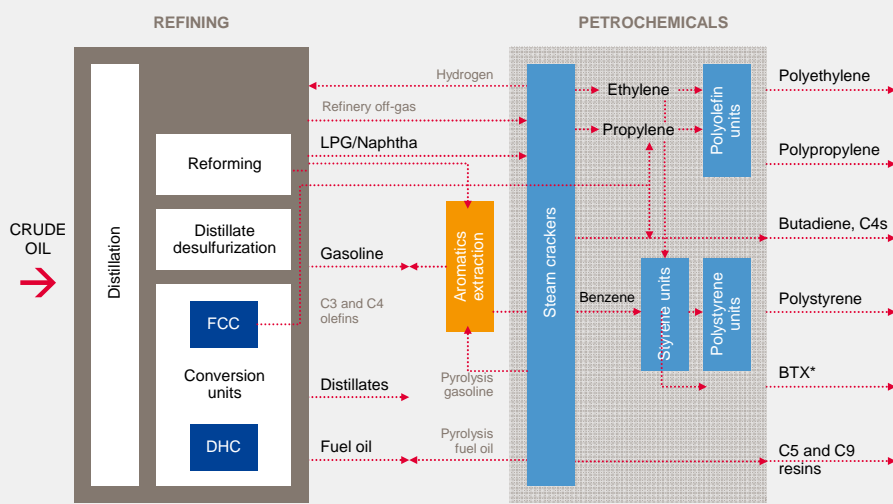 REFINING
PETROCHEMICALS
CRUDE
OIL
Distillation
Reforming
Distillate
desulfurization
FCC
Conversion
units
DHC
Hydrogen
Refinery off-gas
LPG/Naphtha
Gasoline
C3 and C4
olefins
Distillates
Pyrolysis
gasoline
Fuel oil
Pyrolysis
fuel oil
Aromatics
extraction
Steam crackers
Ethylene
Propylene
Benzene
Polyolefin
units
Styrene units
Polystyrene
units
Polyethylene
Polypropylene
Butadiene, C4s
Polystyrene
BTX*
C5 and C9
resins